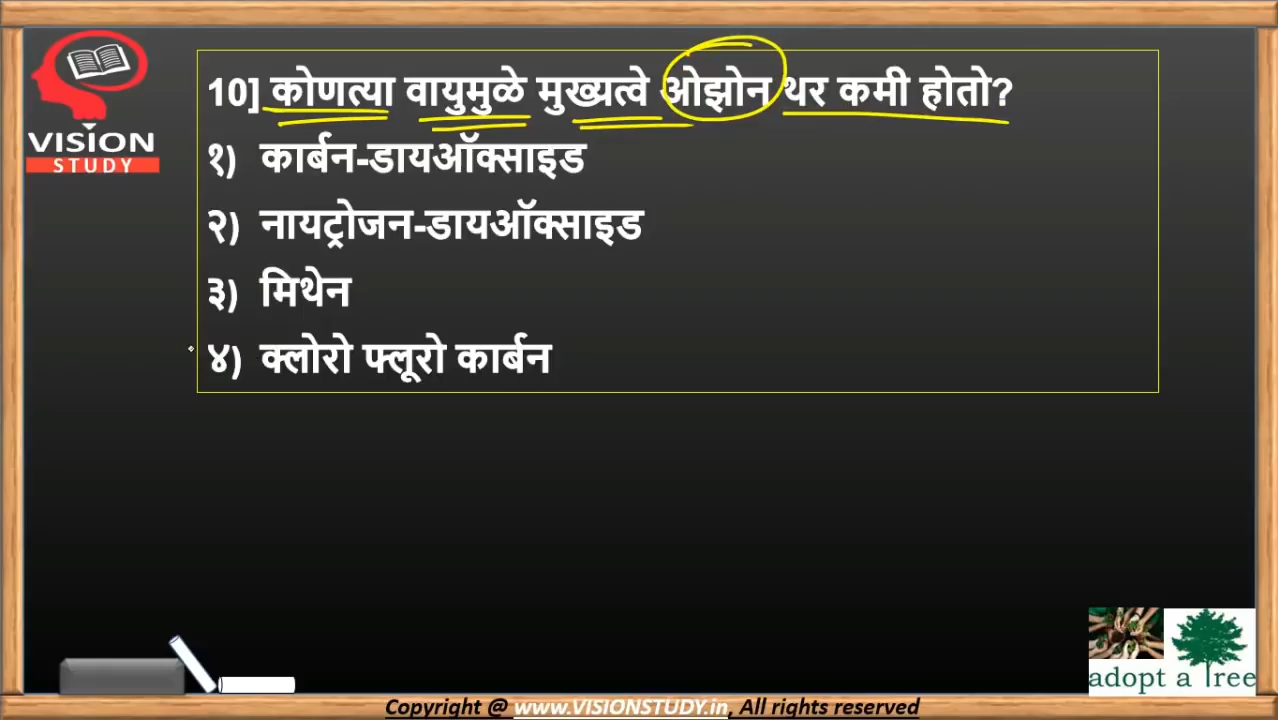 VISION
STUDY
10] कोणत्या वायुमुळे मुख्यत्वे ओझोन थर कमी होतो?
१) कार्बन-डायऑक्साइड
२) नायट्रोजन-डायऑक्साइड
३) मिथेन
४) क्लोरो फ्लूरो कार्बन
adopt a Tree
Copyright @ www.VISIONSTUDY.in, All rights reserved